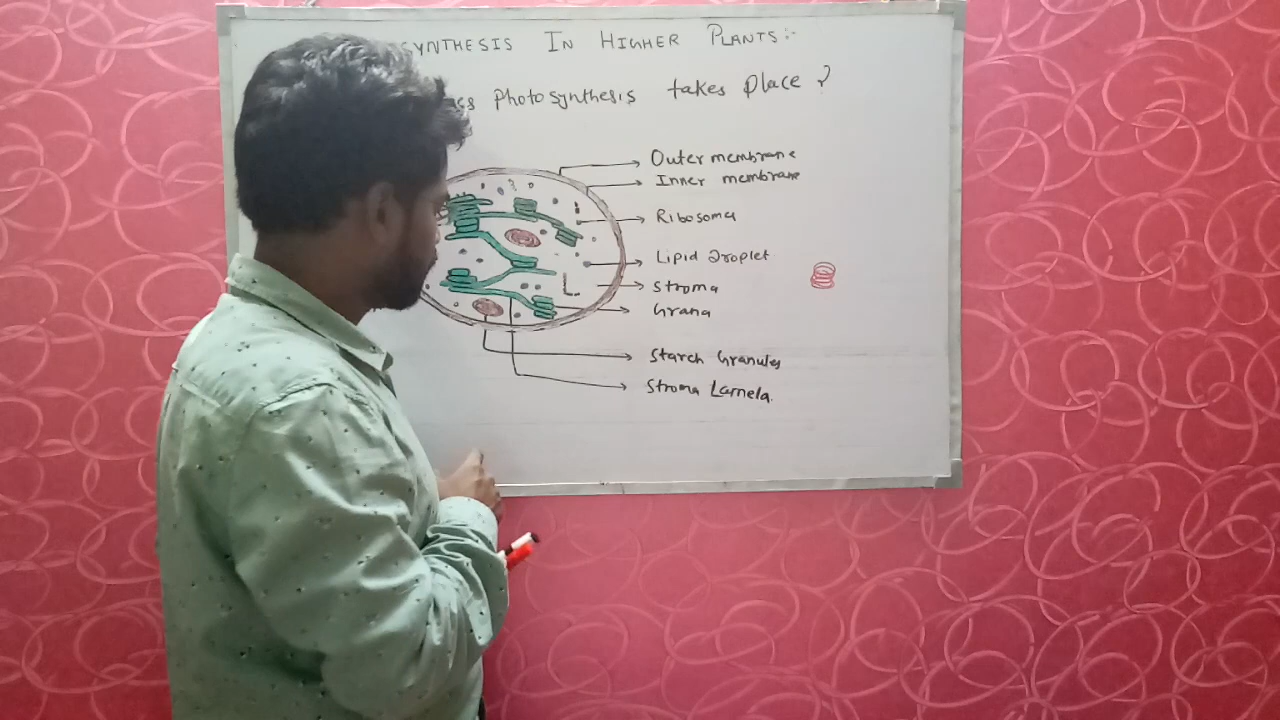 SYNTHESIS IN HIGHER PLANTS:-
Photosynthesis takes place ?
Outer membrane
Inner membrane
Ribosoma
Lipid Droplet
Stroma
Grana
Starch Granules
Stroma Lamela.